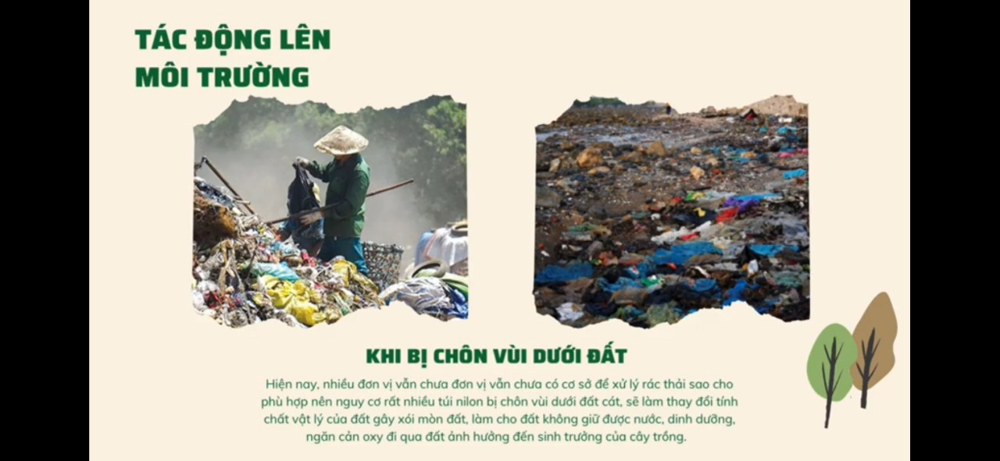 TÁC ĐỘNG LÊN
MÔI TRƯỜNG
KHI BỊ CHÔN VÙI DƯỚI ĐẤT
Hiện nay, nhiều đơn vị vẫn chưa đơn vị vẫn chưa có cơ sở để xử lý rác thải sao cho
phù hợp nên nguy cơ rất nhiều túi nilon bị chôn vùi dưới đất cát, sẽ làm thay đổi tính
chất vật lý của đất gây xói mòn đất, làm cho đất không giữ được nước, dinh dưỡng,
ngăn cản oxy đi qua đất ảnh hưởng đến sinh trưởng của cây trồng.